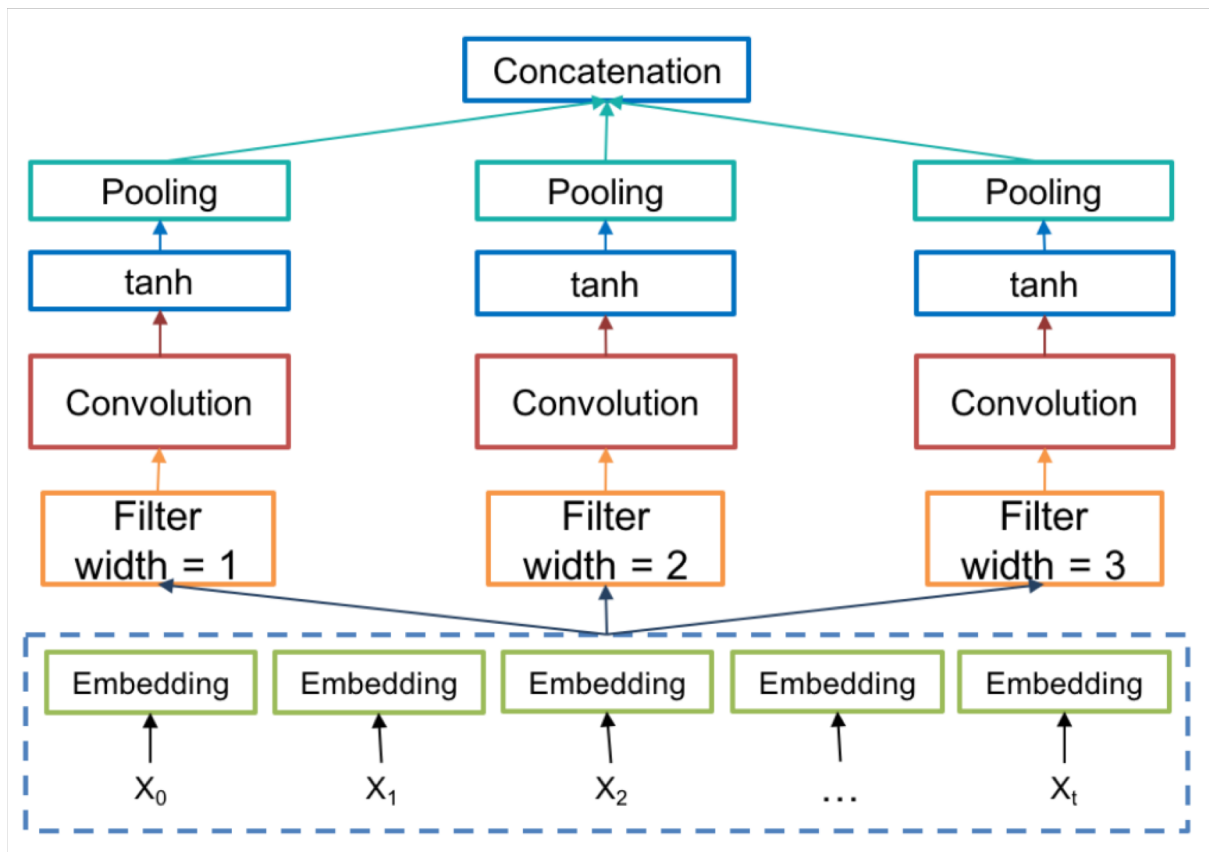 Concatenation
Pooling Pooling Pooling
tanh tanh tanh
Convolution Convolution Convolution
Filter Filter Filter
width = 1 width = 2 width = 3
Embedding Embedding Embedding Embedding Embedding
X₀ X₁ X₂ ... Xₜ